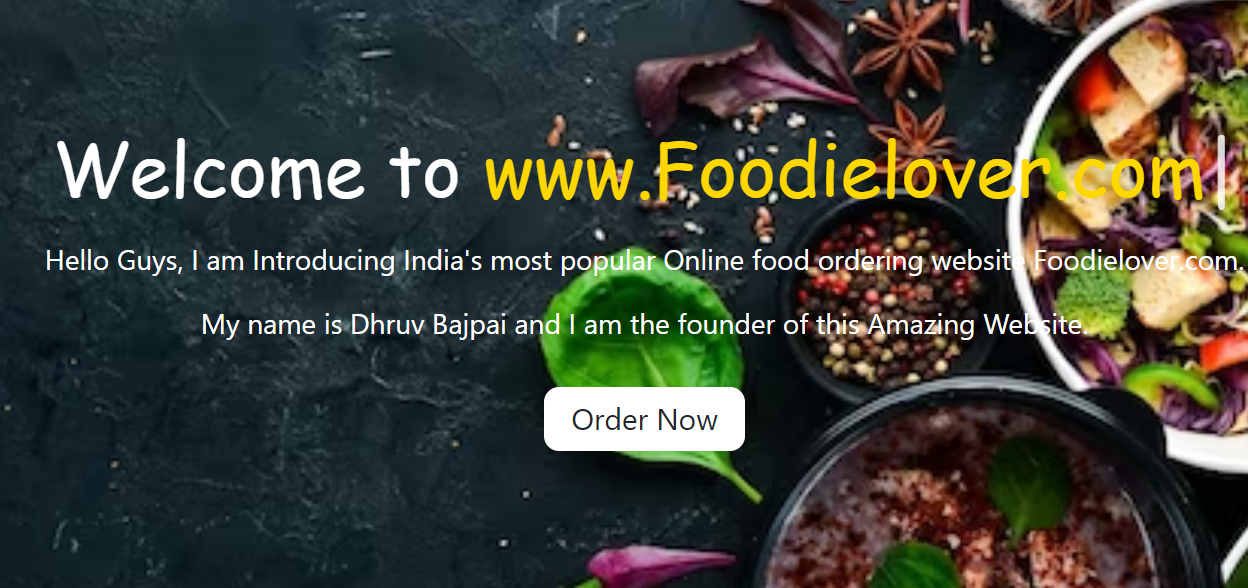 Welcome to www.Foodielover.com
Hello Guys, I am Introducing India's most popular Online food ordering website Foodielover.com.
My name is Dhruv Bajpai and I am the founder of this Amazing Website.
Order Now